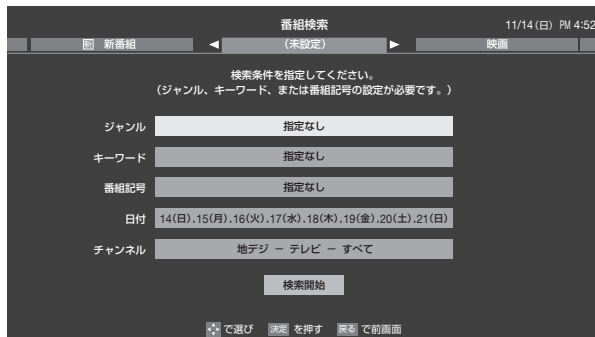 番組検索 11/14(日) PM 4:52
新 新番組 ◀ (未設定) ▶ 映画
検索条件を指定してください。
(ジャンル、キーワード、または番組記号の設定が必要です。)
ジャンル 指定なし
キーワード 指定なし
番組記号 指定なし
日付 14(日).15(月).16(火).17(水).18(木).19(金).20(土).21(日)
チャンネル 地デジ － テレビ － すべて
検索開始
で選び 決定 を押す 戻る で前画面